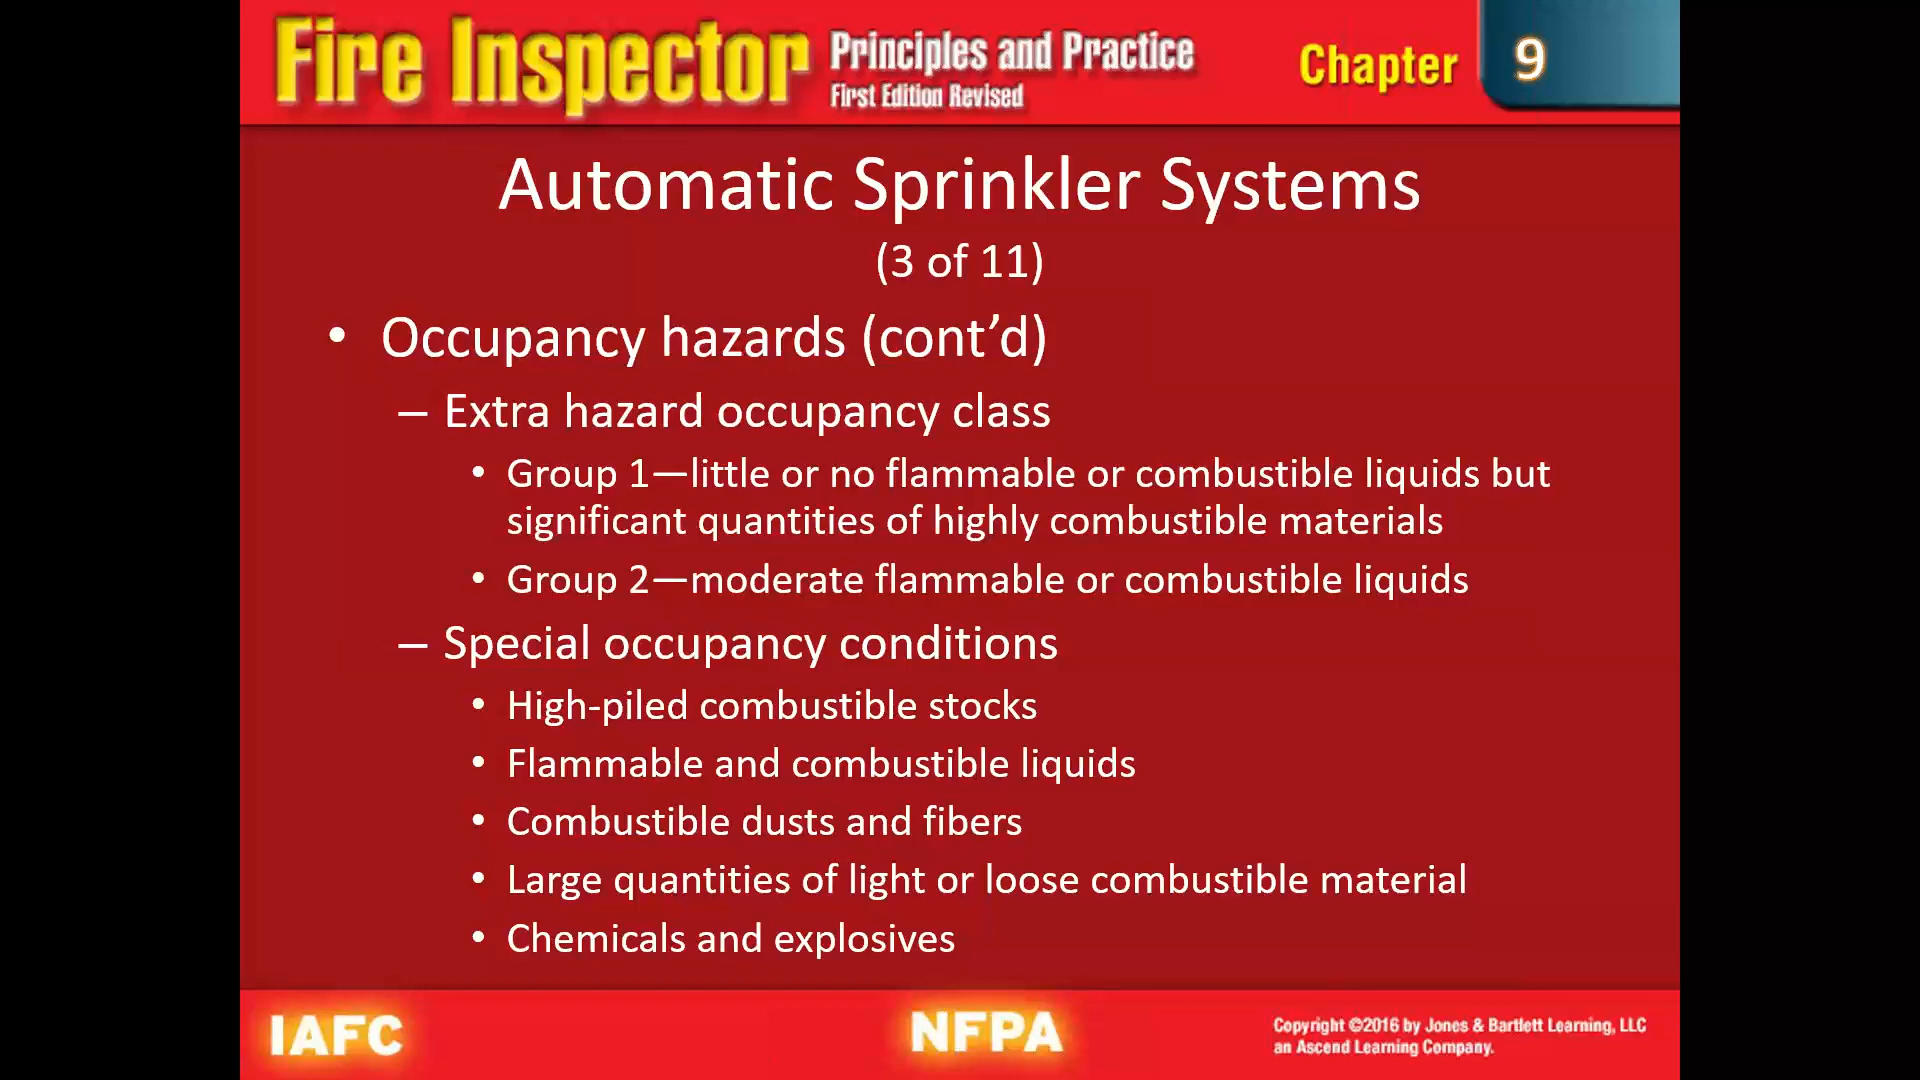 Fire Inspector Principles and Practice
First Edition Revised
Chapter 9
Automatic Sprinkler Systems
(3 of 11)
• Occupancy hazards (cont’d)
– Extra hazard occupancy class
• Group 1—little or no flammable or combustible liquids but
significant quantities of highly combustible materials
• Group 2—moderate flammable or combustible liquids
– Special occupancy conditions
• High-piled combustible stocks
• Flammable and combustible liquids
• Combustible dusts and fibers
• Large quantities of light or loose combustible material
• Chemicals and explosives
IAFC
NFPA
Copyright ©2016 by Jones & Bartlett Learning, LLC
an Ascend Learning Company.